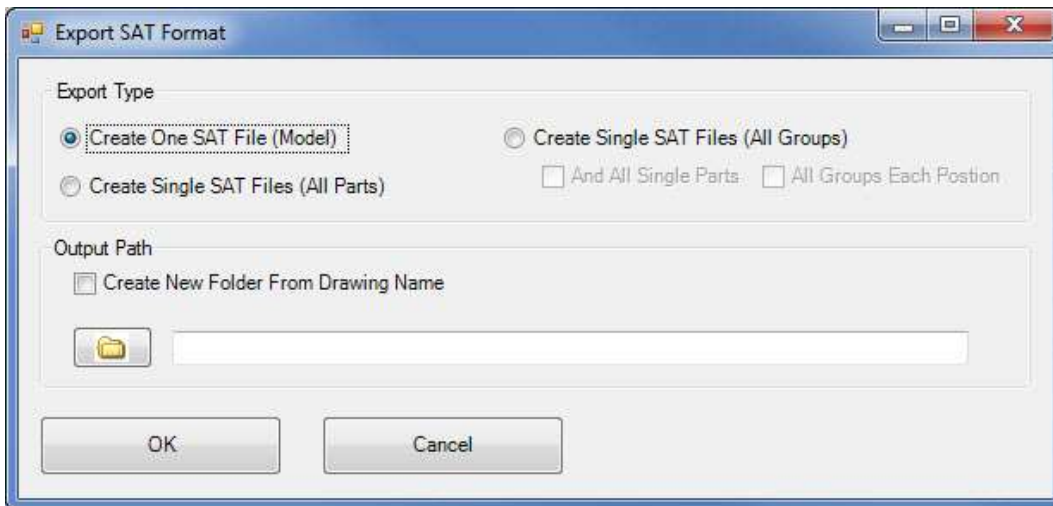 Export SAT Format
Export Type
Create One SAT File (Model)
Create Single SAT Files (All Groups)
Create Single SAT Files (All Parts)
And All Single Parts
All Groups Each Postion
Output Path
Create New Folder From Drawing Name
OK
Cancel